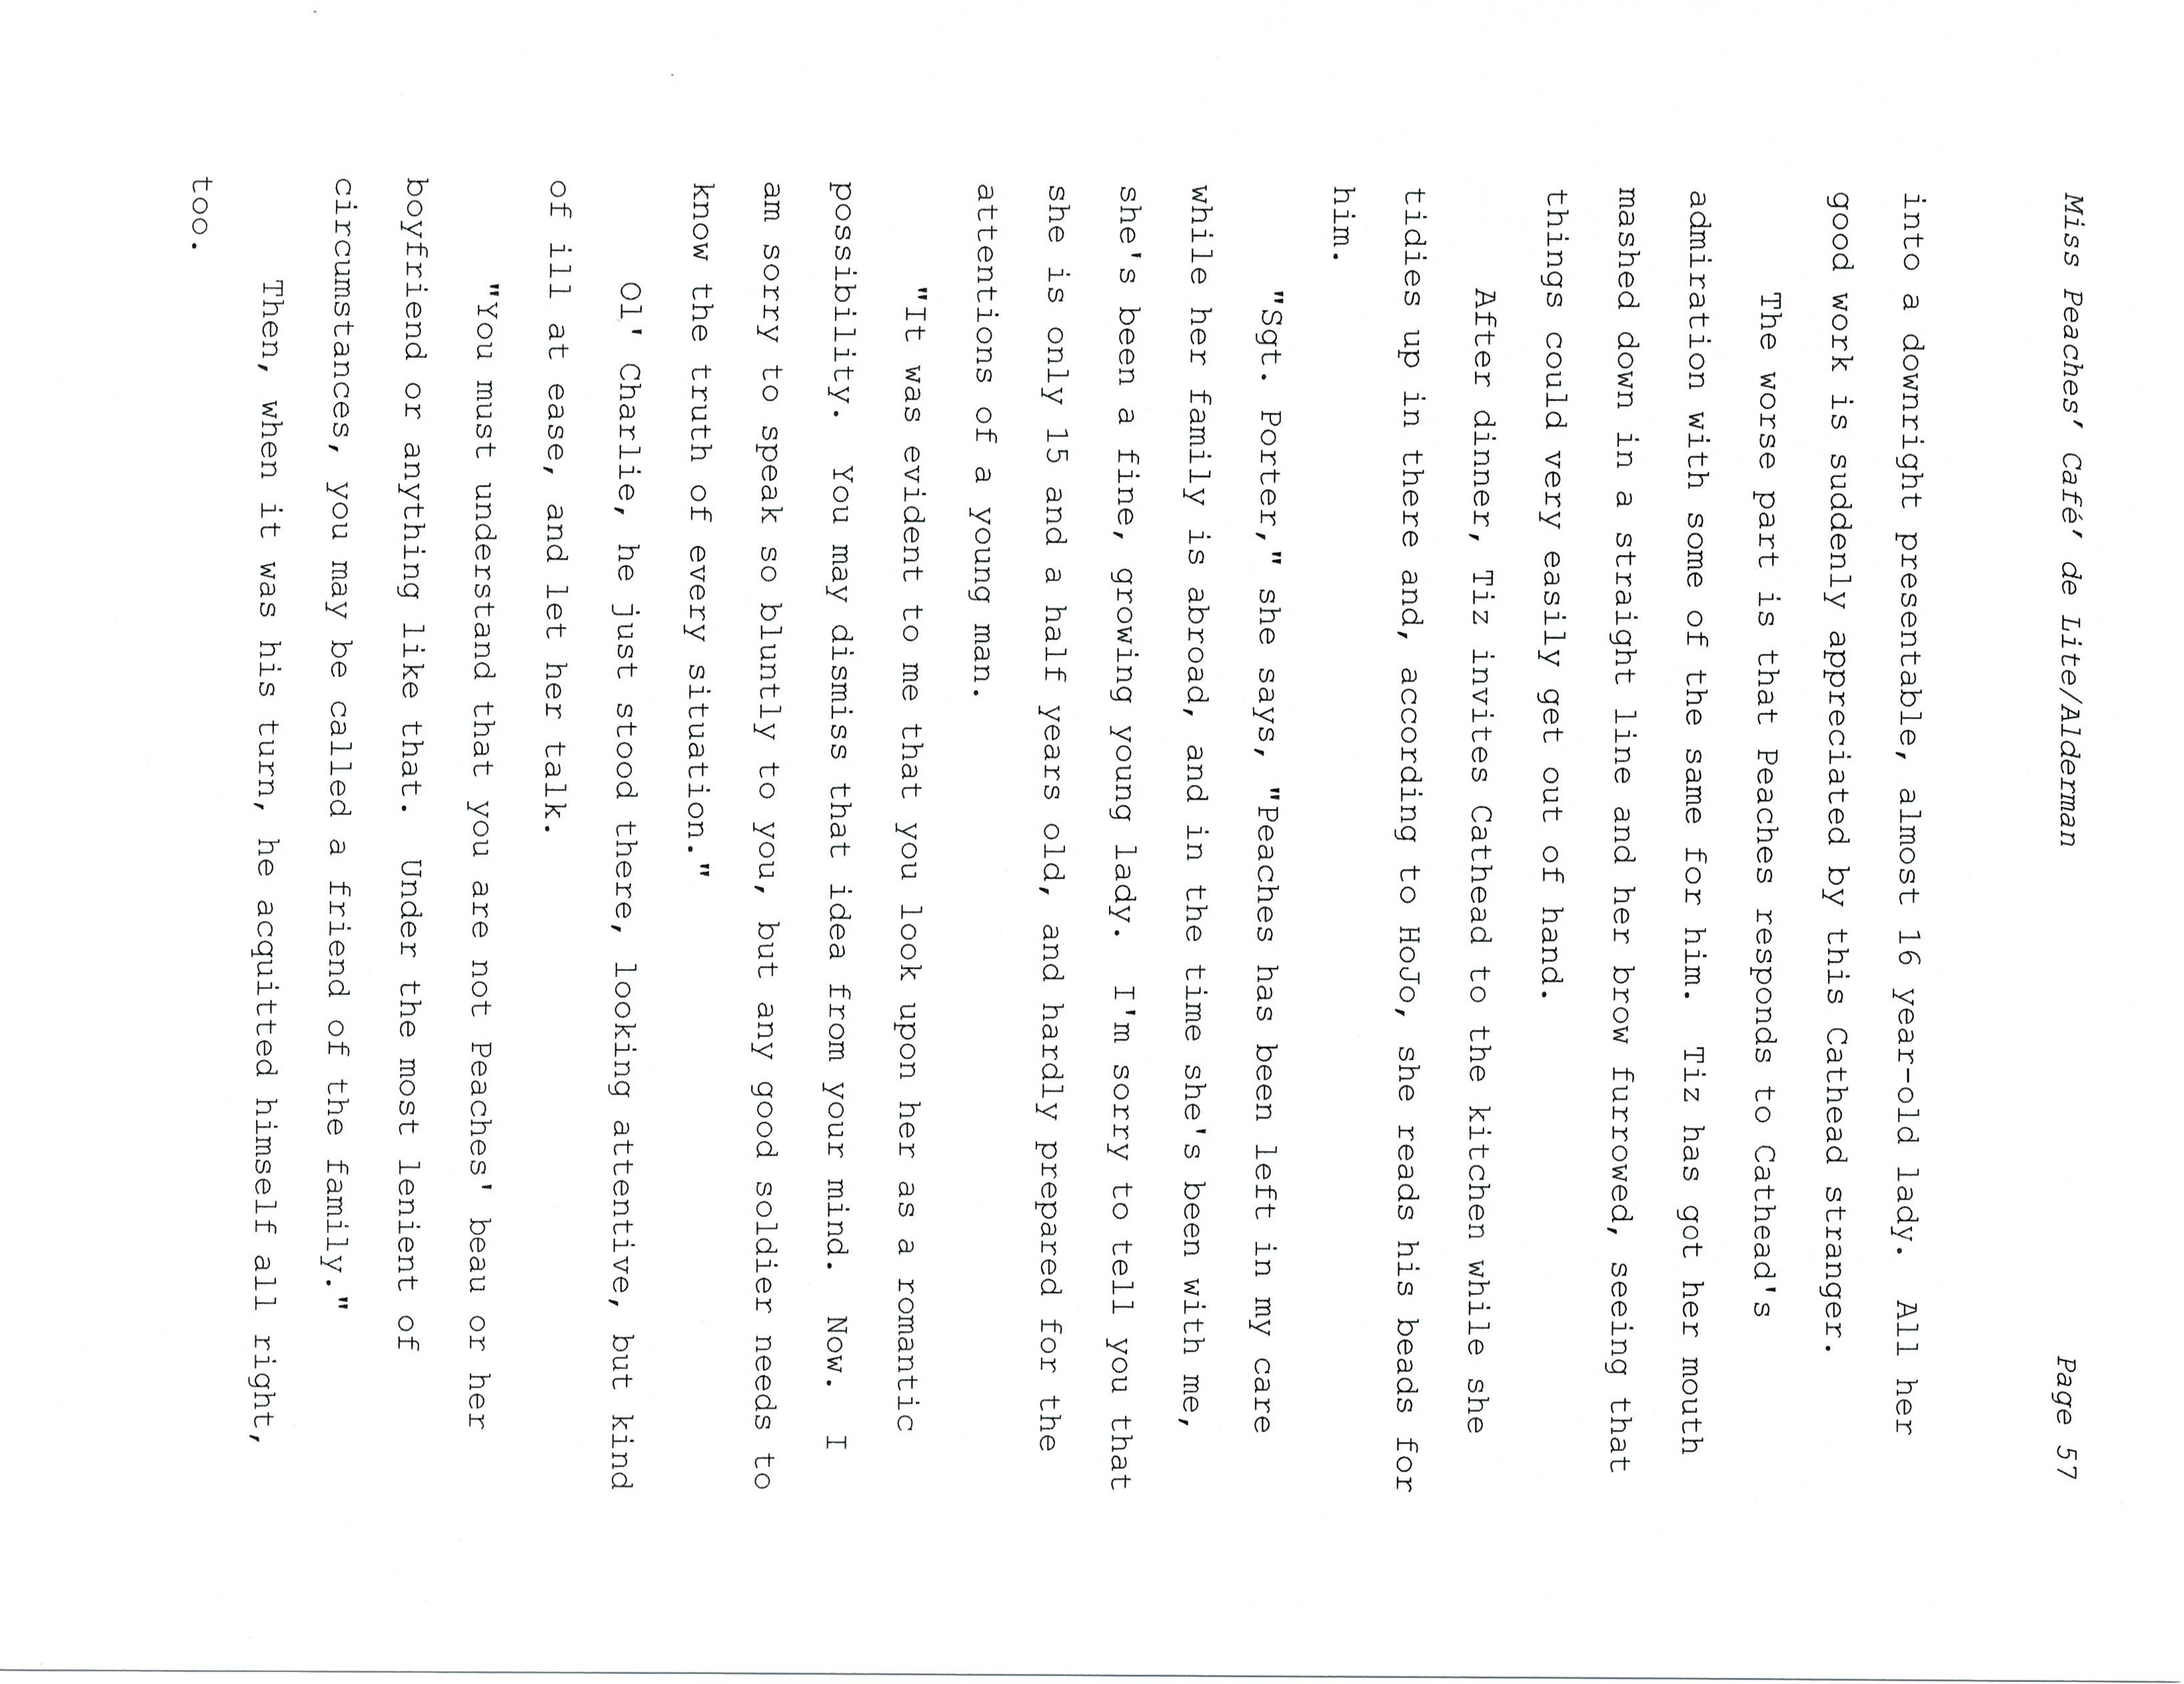 Miss Peaches' Café' de Lite/Alderman Page 57
into a downright presentable, almost 16 year-old lady.  All her
good work is suddenly appreciated by this Cathead stranger.
The worse part is that Peaches responds to Cathead's
admiration with some of the same for him.  Tiz has got her mouth
mashed down in a straight line and her brow furrowed, seeing that
things could very easily get out of hand.
After dinner, Tiz invites Cathead to the kitchen while she
tidies up in there and, according to HoJo, she reads his beads for
him.
"Sgt. Porter," she says, "Peaches has been left in my care
while her family is abroad, and in the time she's been with me,
she's been a fine, growing young lady.  I'm sorry to tell you that
she is only 15 and a half years old, and hardly prepared for the
attentions of a young man.
"It was evident to me that you look upon her as a romantic
possibility.  You may dismiss that idea from your mind.  Now.  I
am sorry to speak so bluntly to you, but any good soldier needs to
know the truth of every situation."
Ol' Charlie, he just stood there, looking attentive, but kind
of ill at ease, and let her talk.
"You must understand that you are not Peaches' beau or her
boyfriend or anything like that.  Under the most lenient of
circumstances, you may be called a friend of the family."
Then, when it was his turn, he acquitted himself all right,
too.